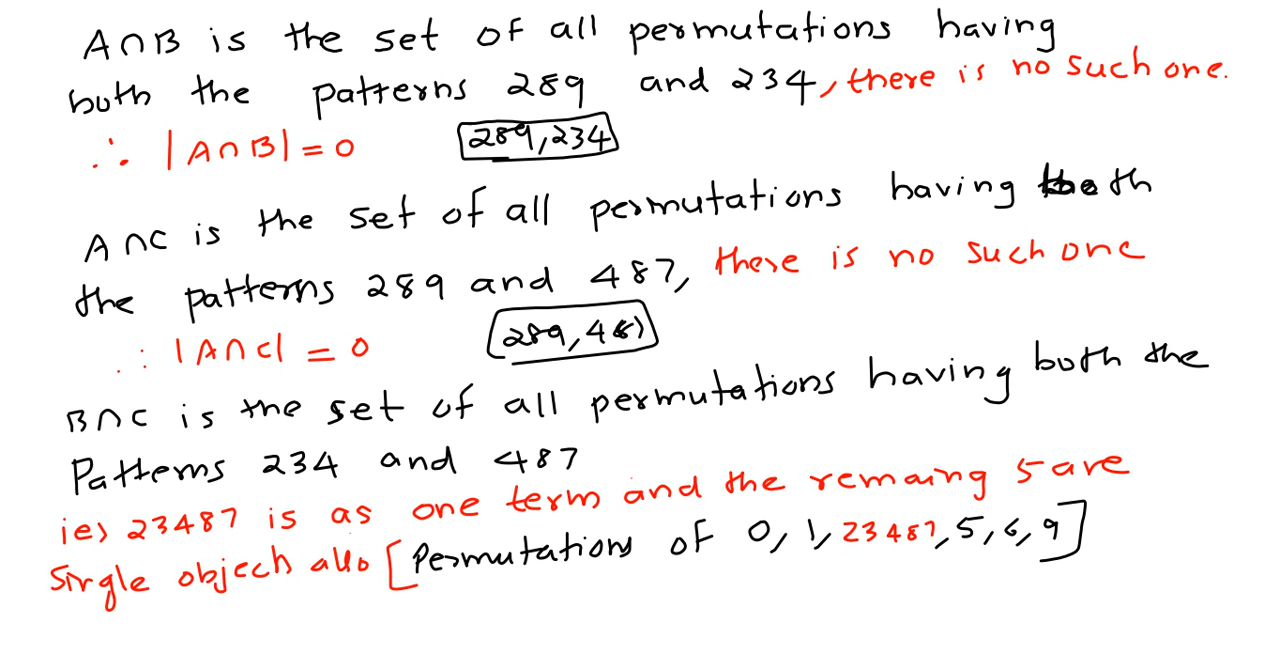 A∩B is the set of all permutations having
both the patterns 289 and 234, there is no such one.
∴ |A∩B| = 0 289,234
A∩C is the set of all permutations having both
the patterns 289 and 487, there is no such one
∴ |A∩C| = 0 289,487
B∩C is the set of all permutations having both the
Patterns 234 and 487
ie, 23487 is as one term and the remaing 5 are
single objects also [Permutations of 0, 1, 23487, 5, 6, 9]